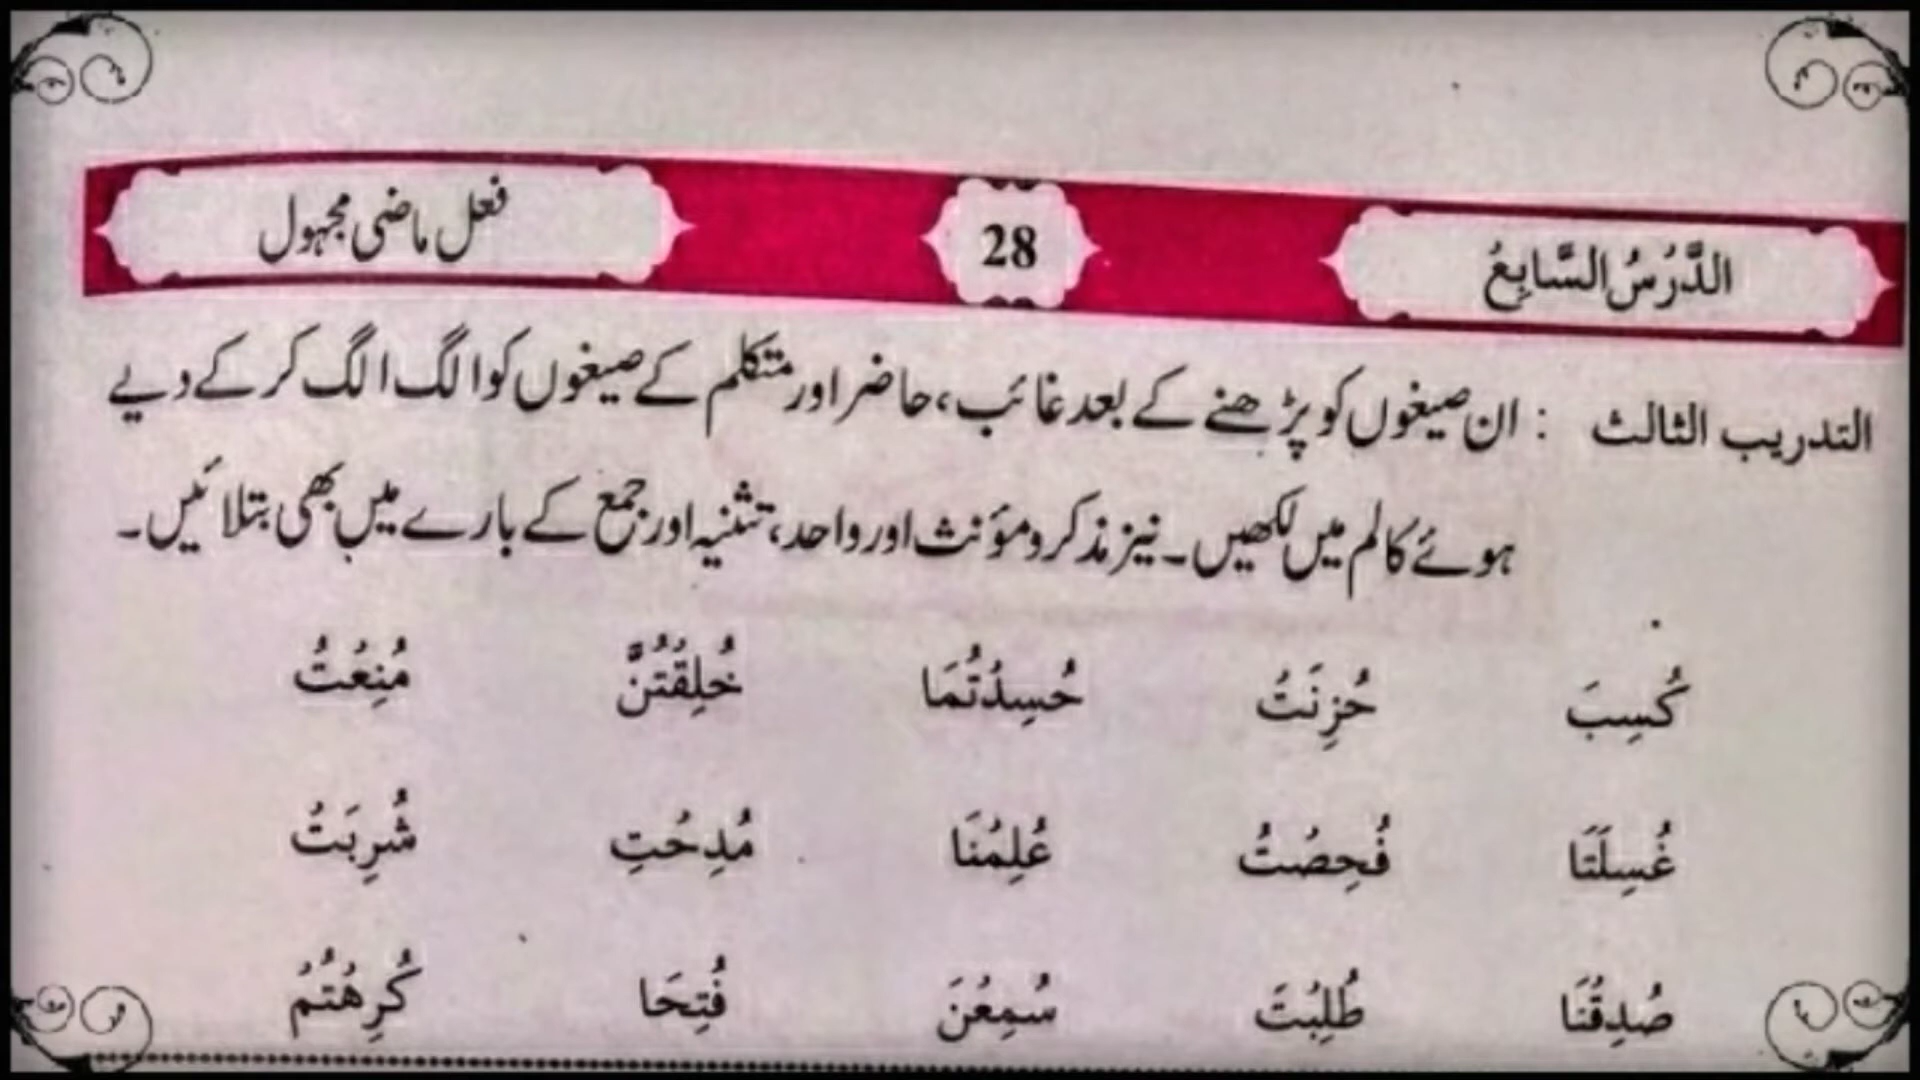 الدَّرْسُ السَّابِعُ 28 فعل ماضی مجہول
التدريب الثالث : ان صیغوں کو پڑھنے کے بعد غائب، حاضر اور متکلم کے صیغوں کو الگ الگ کر کے دیے
ہوئے کالم میں لکھیں۔ نیز مذکر و مؤنث اور واحد، تثنیہ اور جمع کے بارے میں بھی بتلائیں۔
كُسِبَ حُزِنَتْ حُسِدْتُمَا خُلِقْتُنَّ مُنِعْتُ
غُسِلَتَا فُحِصْتُ عُلِمْنَا مُدِحْتِ شُرِبَتْ
صُدِقْنَا طُلِبْتَ سُمِعْنَ فُتِحَا كُرِهْتُمْ